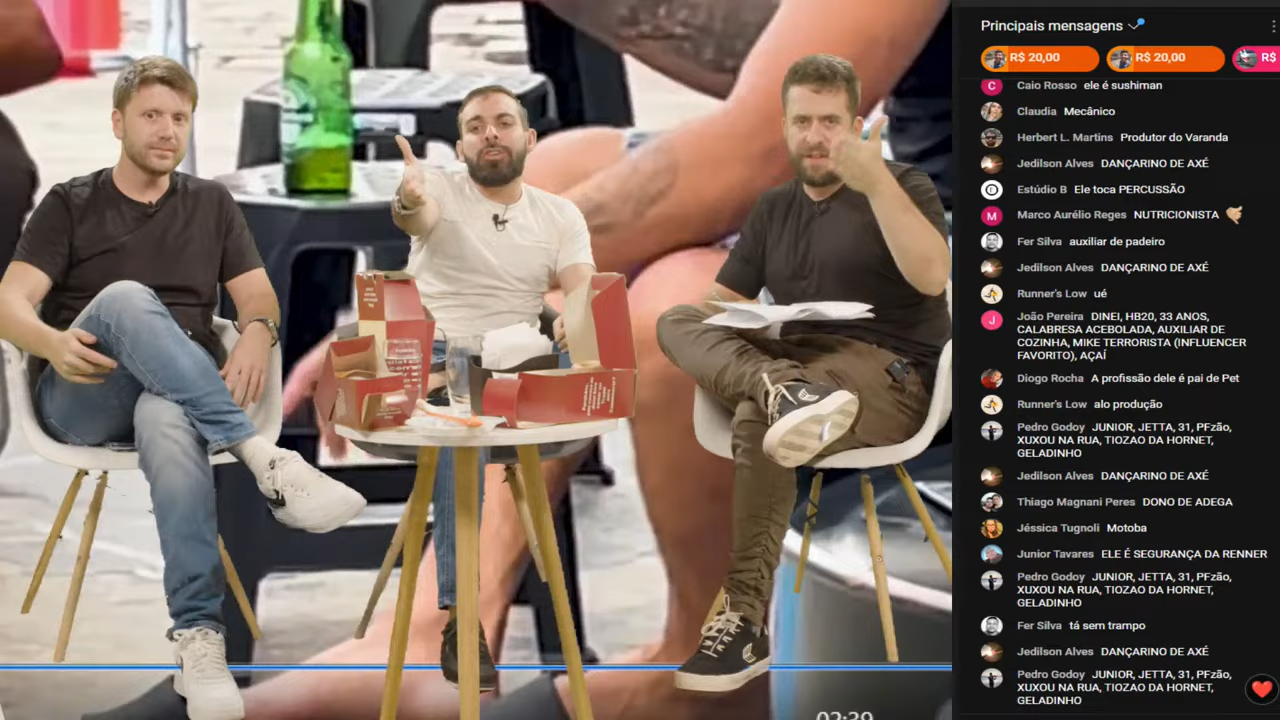 Principais mensagens
R$ 20,00
R$ 20,00
R$
Caio Rosso ele é sushiman
Claudia Mecânico
Herbert L. Martins Produtor do Varanda
Jedilson Alves DANÇARINO DE AXÉ
Estúdio B Ele toca PERCUSSÃO
Marco Aurélio Reges NUTRICIONISTA
Fer Silva auxiliar de padeiro
Jedilson Alves DANÇARINO DE AXÉ
Runner's Low ué
João Pereira DINEI, HB20, 33 ANOS,
CALABRESA ACEBOLADA, AUXILIAR DE
COZINHA, MIKE TERRORISTA (INFLUENCER
FAVORITO), AÇAÍ
Diogo Rocha A profissão dele é pai de Pet
Runner's Low alo produção
Pedro Godoy JUNIOR, JETTA, 31, PFzão,
XUXOU NA RUA, TIOZAO DA HORNET,
GELADINHO
Jedilson Alves DANÇARINO DE AXÉ
Thiago Magnani Peres DONO DE ADEGA
Jéssica Tugnoli Motoba
Junior Tavares ELE É SEGURANÇA DA RENNER
Pedro Godoy JUNIOR, JETTA, 31, PFzão,
XUXOU NA RUA, TIOZAO DA HORNET,
GELADINHO
Fer Silva tá sem trampo
Jedilson Alves DANÇARINO DE AXÉ
Pedro Godoy JUNIOR, JETTA, 31, PFzão,
XUXOU NA RUA, TIOZAO DA HORNET,
GELADINHO
02:39